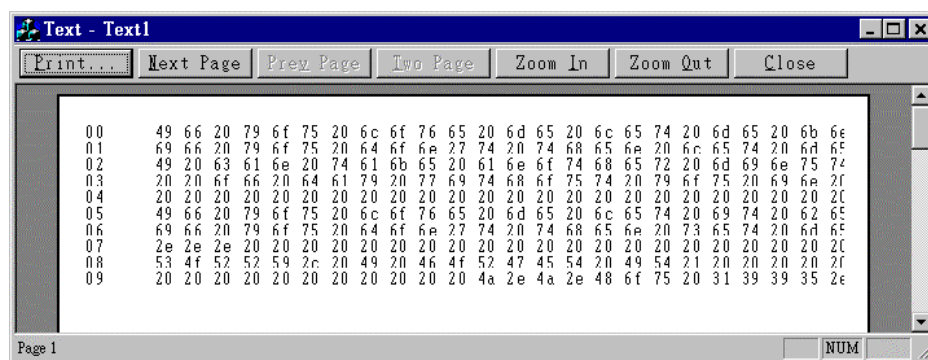 Text - Text1
Print... Next Page Prev Page Two Page Zoom In Zoom Out Close
00 49 66 20 79 6f 75 20 6c 6f 76 65 20 6d 65 20 6c 65 74 20 6d 65 20 6b 6e
01 69 66 20 79 6f 75 20 64 6f 6e 27 74 20 74 68 65 6e 20 6c 65 74 20 6d 65
02 49 20 63 61 6e 20 74 61 6b 65 20 61 6e 6f 74 68 65 72 20 6d 69 6e 75 74
03 20 20 6f 66 20 64 61 79 20 77 69 74 68 6f 75 74 20 79 6f 75 20 69 6e 20
04 20 20 20 20 20 20 20 20 20 20 20 20 20 20 20 20 20 20 20 20 20 20 20 20
05 49 66 20 79 6f 75 20 6c 6f 76 65 20 6d 65 20 6c 65 74 20 69 74 20 62 65
06 69 66 20 79 6f 75 20 64 6f 6e 27 74 20 74 68 65 6e 20 73 65 74 20 6d 65
07 2e 2e 2e 20 20 20 20 20 20 20 20 20 20 20 20 20 20 20 20 20 20 20 20 20
08 53 4f 52 52 59 2c 20 49 20 46 4f 52 47 45 54 20 49 54 21 20 20 20 20 20
09 20 20 20 20 20 20 20 20 20 20 20 4a 2e 4a 2e 48 6f 75 20 31 39 39 35 2e
Page 1 NUM